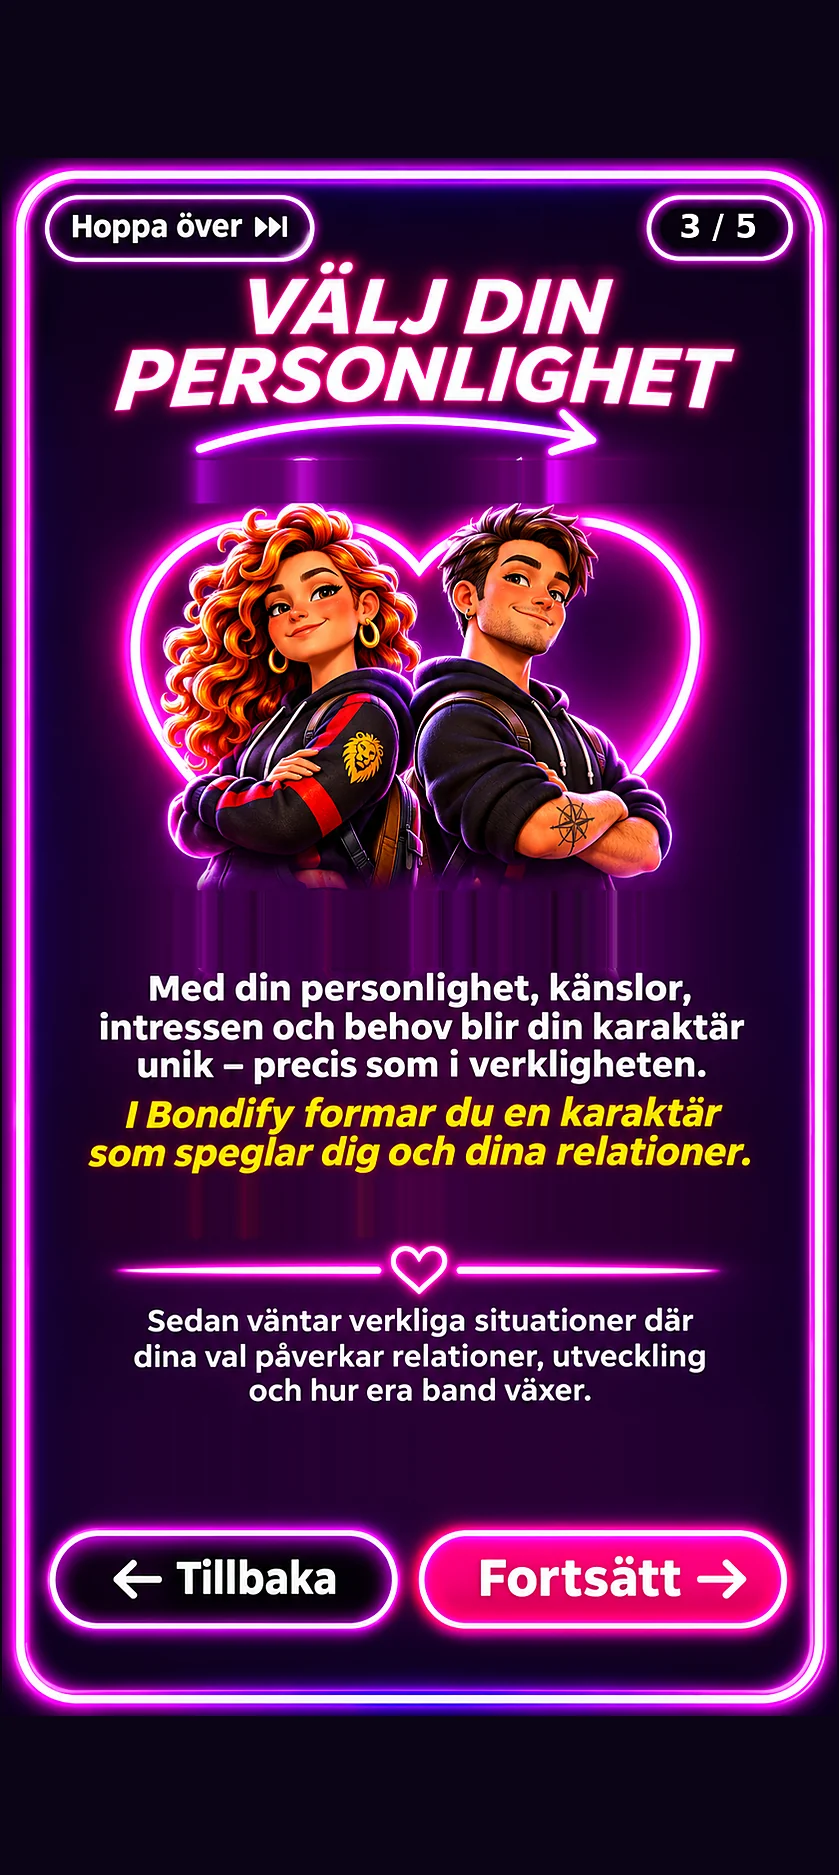 Hoppa över
3 / 5
VÄLJ DIN
PERSONLIGHET
Med din personlighet, känslor,
intressen och behov blir din karaktär
unik – precis som i verkligheten.
I Bondify formar du en karaktär
som speglar dig och dina relationer.
Sedan väntar verkliga situationer där
dina val påverkar relationer, utveckling
och hur era band växer.
← Tillbaka
Fortsätt →